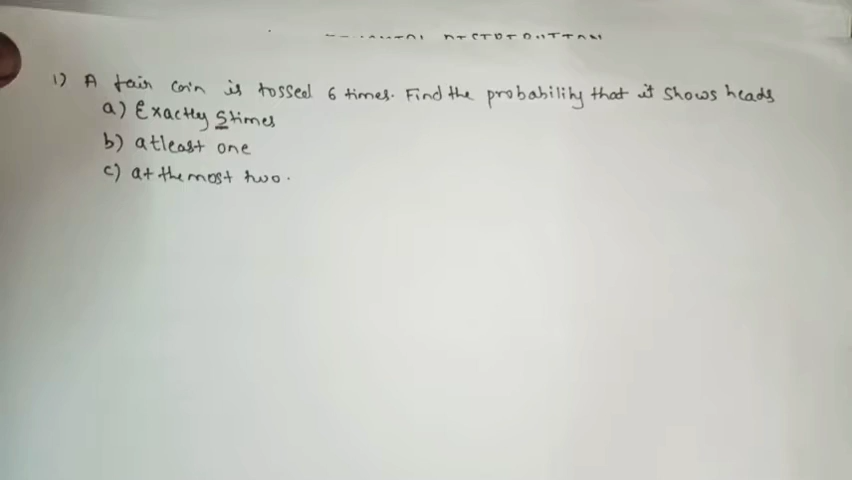 1) A fair coin is tossed 6 times. Find the probability that it shows heads
a) Exactly 5 times
b) atleast one
c) at the most two.